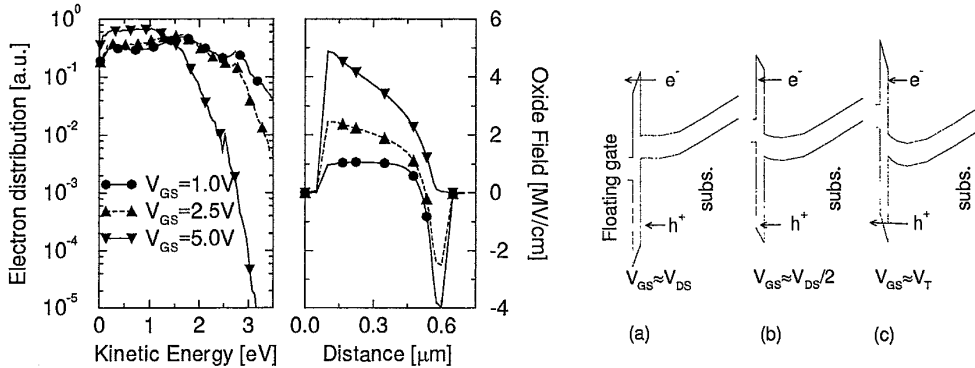 Electron distribution [a.u.]
10^0
10^-1
10^-2
10^-3
10^-4
10^-5
V_GS=1.0V
V_GS=2.5V
V_GS=5.0V
0 1 2 3
Kinetic Energy [eV]
0.0 0.3 0.6
Distance [μm]
6
4
2
0
-2
-4
Oxide Field [MV/cm]
Floating gate
e^-
h^+
subs.
V_GS≈V_DS
(a)
e^-
h^+
subs.
V_GS≈V_DS/2
(b)
e^-
h^+
subs.
V_GS≈V_T
(c)